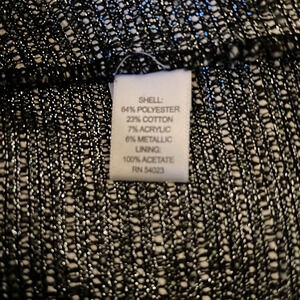 SHELL:
64% POLYESTER
23% COTTON
7% ACRYLIC
6% METALLIC
LINING:
100% ACETATE
RN 54023